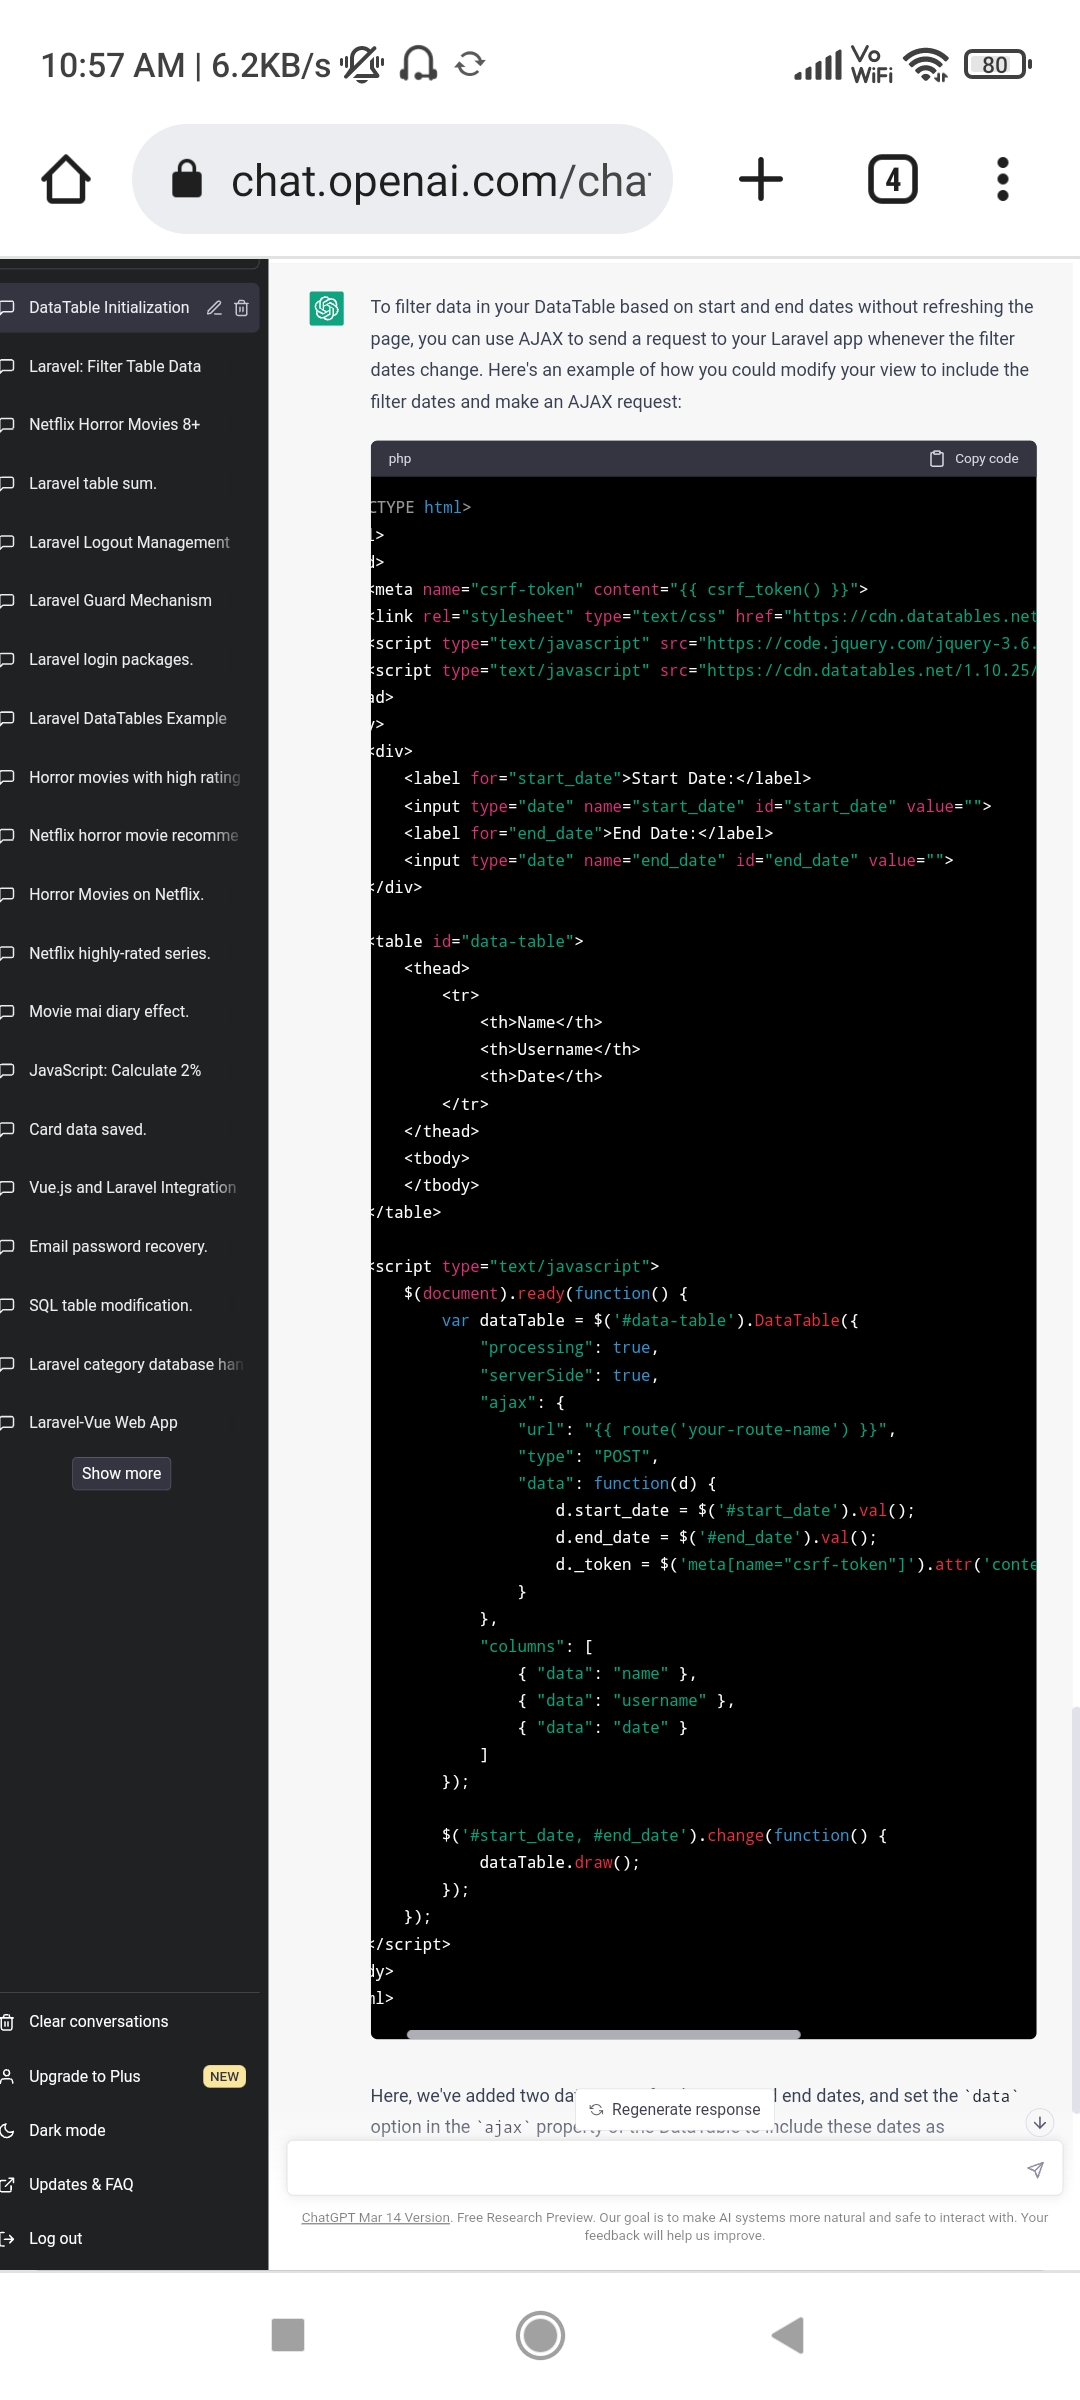 10:57 AM | 6.2KB/s
Vo
WiFi
80
chat.openai.com/cha
4
DataTable Initialization
Laravel: Filter Table Data
Netflix Horror Movies 8+
Laravel table sum.
Laravel Logout Management
Laravel Guard Mechanism
Laravel login packages.
Laravel DataTables Example
Horror movies with high rating
Netflix horror movie recomme
Horror Movies on Netflix.
Netflix highly-rated series.
Movie mai diary effect.
JavaScript: Calculate 2%
Card data saved.
Vue.js and Laravel Integration
Email password recovery.
SQL table modification.
Laravel category database han
Laravel-Vue Web App
Show more
Clear conversations
Upgrade to Plus NEW
Dark mode
Updates & FAQ
Log out
To filter data in your DataTable based on start and end dates without refreshing the
page, you can use AJAX to send a request to your Laravel app whenever the filter
dates change. Here's an example of how you could modify your view to include the
filter dates and make an AJAX request:
php Copy code
CTYPE html>
l>
d>
<meta name="csrf-token" content="{{ csrf_token() }}">
<link rel="stylesheet" type="text/css" href="https://cdn.datatables.net
<script type="text/javascript" src="https://code.jquery.com/jquery-3.6.
<script type="text/javascript" src="https://cdn.datatables.net/1.10.25/
ad>
y>
<div>
<label for="start_date">Start Date:</label>
<input type="date" name="start_date" id="start_date" value="">
<label for="end_date">End Date:</label>
<input type="date" name="end_date" id="end_date" value="">
</div>
<table id="data-table">
<thead>
<tr>
<th>Name</th>
<th>Username</th>
<th>Date</th>
</tr>
</thead>
<tbody>
</tbody>
</table>
<script type="text/javascript">
$(document).ready(function() {
var dataTable = $('#data-table').DataTable({
"processing": true,
"serverSide": true,
"ajax": {
"url": "{{ route('your-route-name') }}",
"type": "POST",
"data": function(d) {
d.start_date = $('#start_date').val();
d.end_date = $('#end_date').val();
d._token = $('meta[name="csrf-token"]').attr('conte
}
},
"columns": [
{ "data": "name" },
{ "data": "username" },
{ "data": "date" }
]
});
$('#start_date, #end_date').change(function() {
dataTable.draw();
});
});
</script>
dy>
ml>
Here, we've added two da end dates, and set the `data`
Regenerate response
option in the `ajax` property of the DataTable to include these dates as
ChatGPT Mar 14 Version. Free Research Preview. Our goal is to make AI systems more natural and safe to interact with. Your
feedback will help us improve.